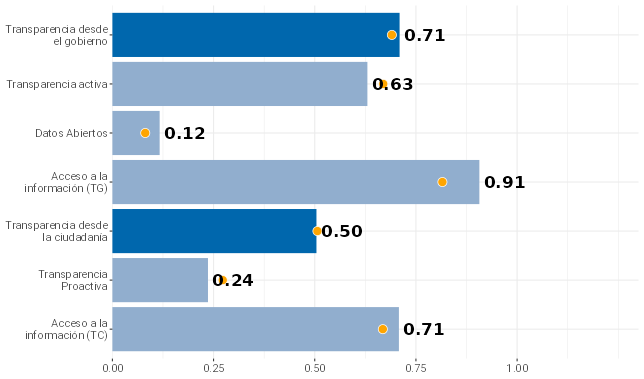 Transparencia desde
el gobierno
0.71
Transparencia activa
0.63
Datos Abiertos
0.12
Acceso a la
información (TG)
0.91
Transparencia desde
la ciudadanía
0.50
Transparencia
Proactiva
0.24
Acceso a la
información (TC)
0.71
0.00 0.25 0.50 0.75 1.00